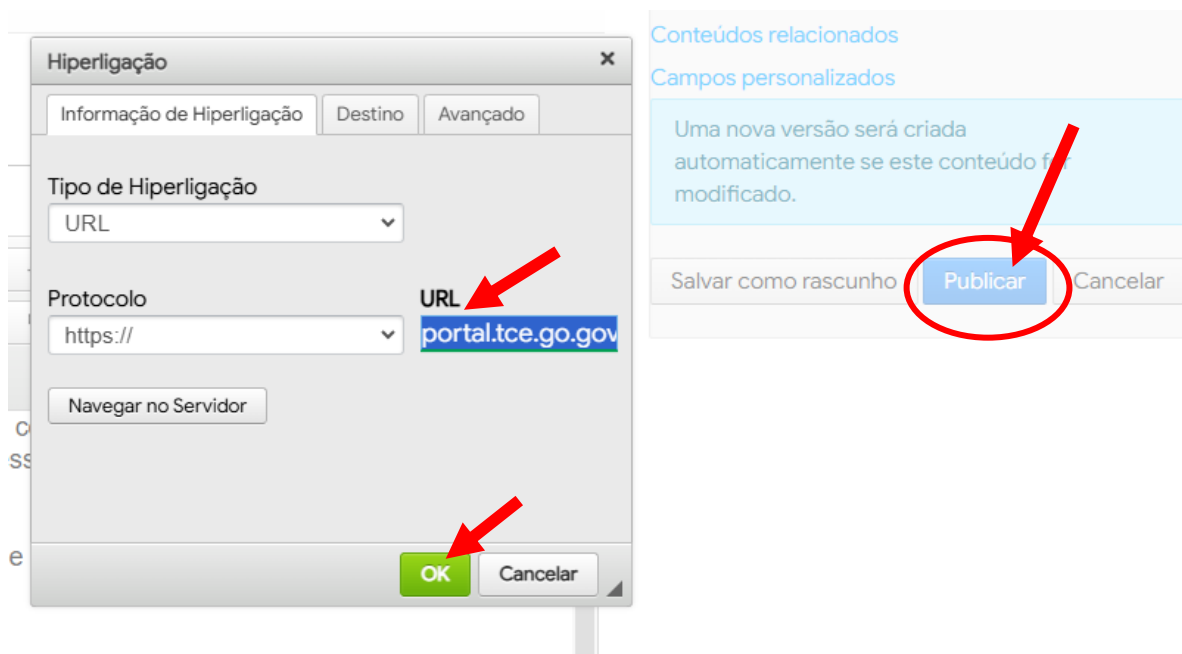 Hiperligação
×
Informação de Hiperligação
Destino
Avançado
Tipo de Hiperligação
URL
Protocolo
URL
https://
portal.tce.go.gov
Navegar no Servidor
OK
Cancelar
Conteúdos relacionados
Campos personalizados
Uma nova versão será criada
automaticamente se este conteúdo for
modificado.
Salvar como rascunho
Publicar
Cancelar